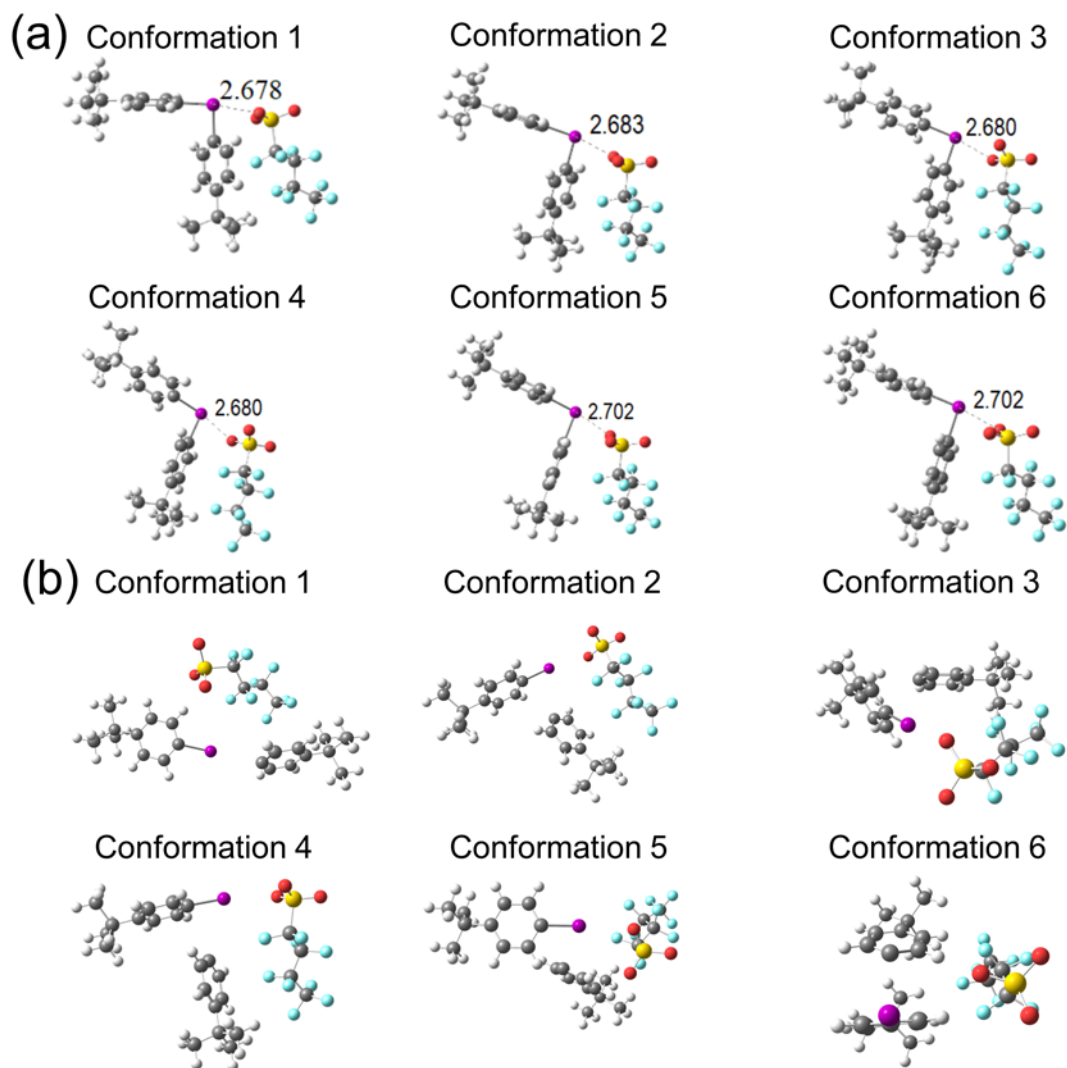 (a)
Conformation 1
Conformation 2
Conformation 3
2.678
2.683
2.680
Conformation 4
Conformation 5
Conformation 6
2.680
2.702
2.702
(b)
Conformation 1
Conformation 2
Conformation 3
Conformation 4
Conformation 5
Conformation 6